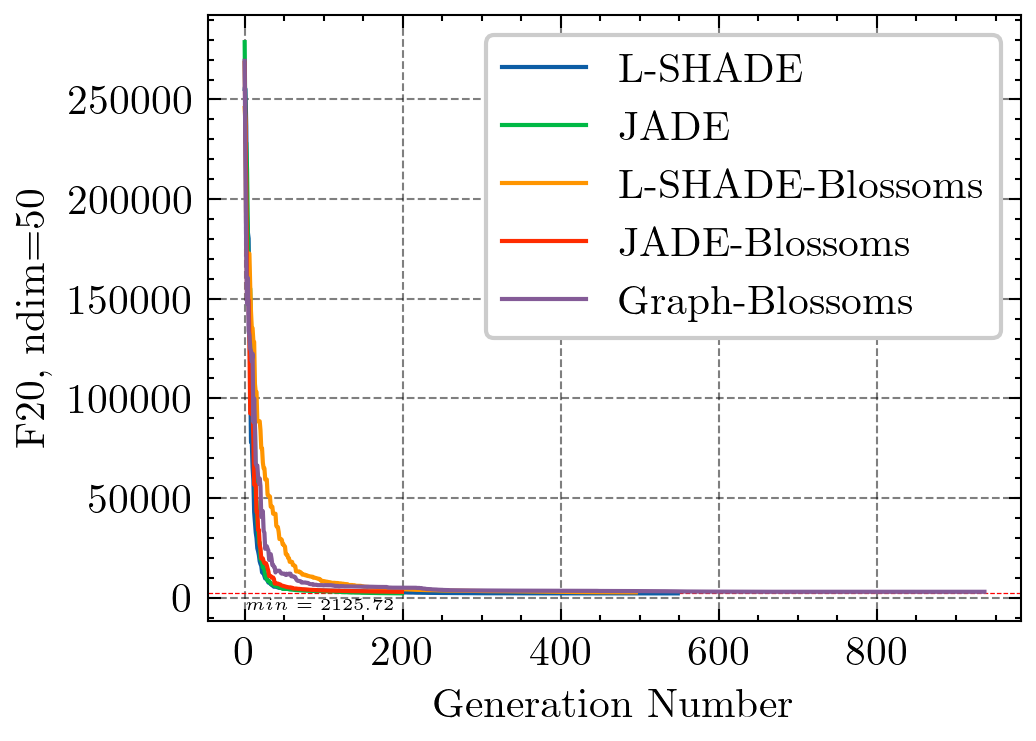 F20, ndim=50
250000
200000
150000
100000
50000
0
L-SHADE
JADE
L-SHADE-Blossoms
JADE-Blossoms
Graph-Blossoms
min = 2125.72
0 200 400 600 800
Generation Number